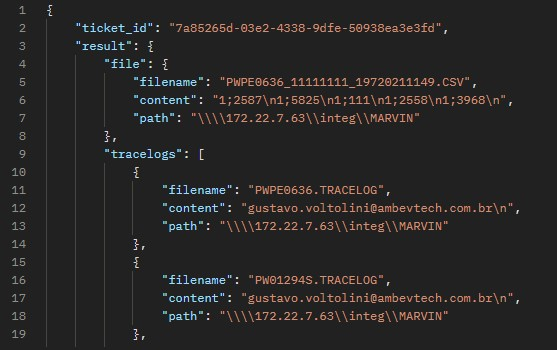 1 {
2 "ticket_id": "7a85265d-03e2-4338-9dfe-50938ea3e3fd",
3 "result": {
4 "file": {
5 "filename": "PWPE0636_11111111_19720211149.CSV",
6 "content": "1;2587\n1;5825\n1;111\n1;2558\n1;3968\n",
7 "path": "\\\\172.22.7.63\\integ\\MARVIN"
8 },
9 "tracelogs": [
10 {
11 "filename": "PWPE0636.TRACELOG",
12 "content": "gustavo.voltolini@ambevtech.com.br\n",
13 "path": "\\\\172.22.7.63\\integ\\MARVIN"
14 },
15 {
16 "filename": "PW01294S.TRACELOG",
17 "content": "gustavo.voltolini@ambevtech.com.br\n",
18 "path": "\\\\172.22.7.63\\integ\\MARVIN"
19 },